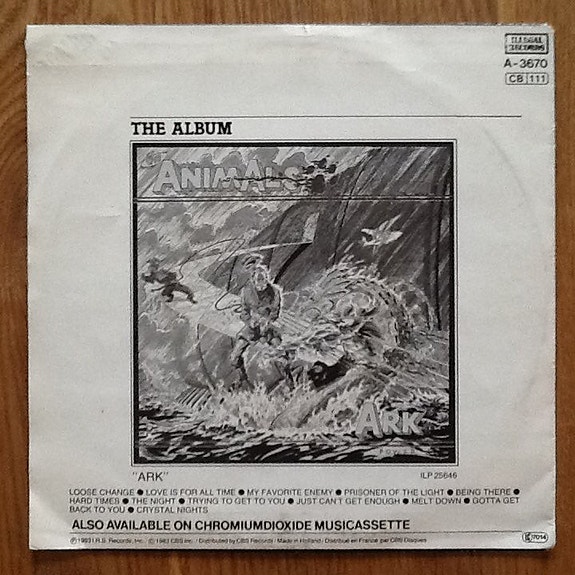 ILLEGAL
RECORDS
A-3670
CB 111
THE ALBUM
ANIMALS
ARK
"ARK"
ILP 25646
LOOSE CHANGE ● LOVE IS FOR ALL TIME ● MY FAVORITE ENEMY ● PRISONER OF THE LIGHT ● BEING THERE ●
HARD TIMES ● THE NIGHT ● TRYING TO GET TO YOU ● JUST CAN'T GET ENOUGH ● MELT DOWN ● GOTTA GET
BACK TO YOU ● CRYSTAL NIGHTS
ALSO AVAILABLE ON CHROMIUMDIOXIDE MUSICASSETTE
Ⓟ 1983 I.R.S. Records, Inc. Ⓒ 1983 CBS Inc. / Distributed by CBS Records / Made in Holland / Distribué en France par CBS Disques
7014